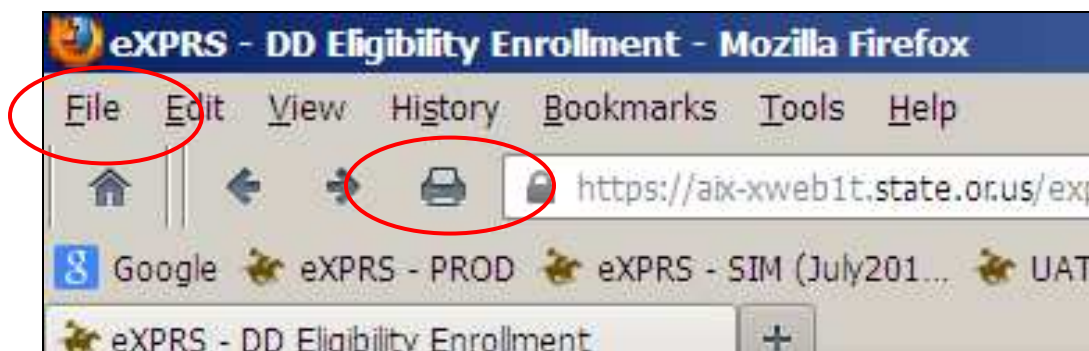 eXPRS - DD Eligibility Enrollment - Mozilla Firefox
File Edit View History Bookmarks Tools Help
https://aix-xweb1t.state.or.us/exp
8 Google eXPRS - PROD eXPRS - SIM (July201... UAT
eXPRS - DD Eligibility Enrollment +